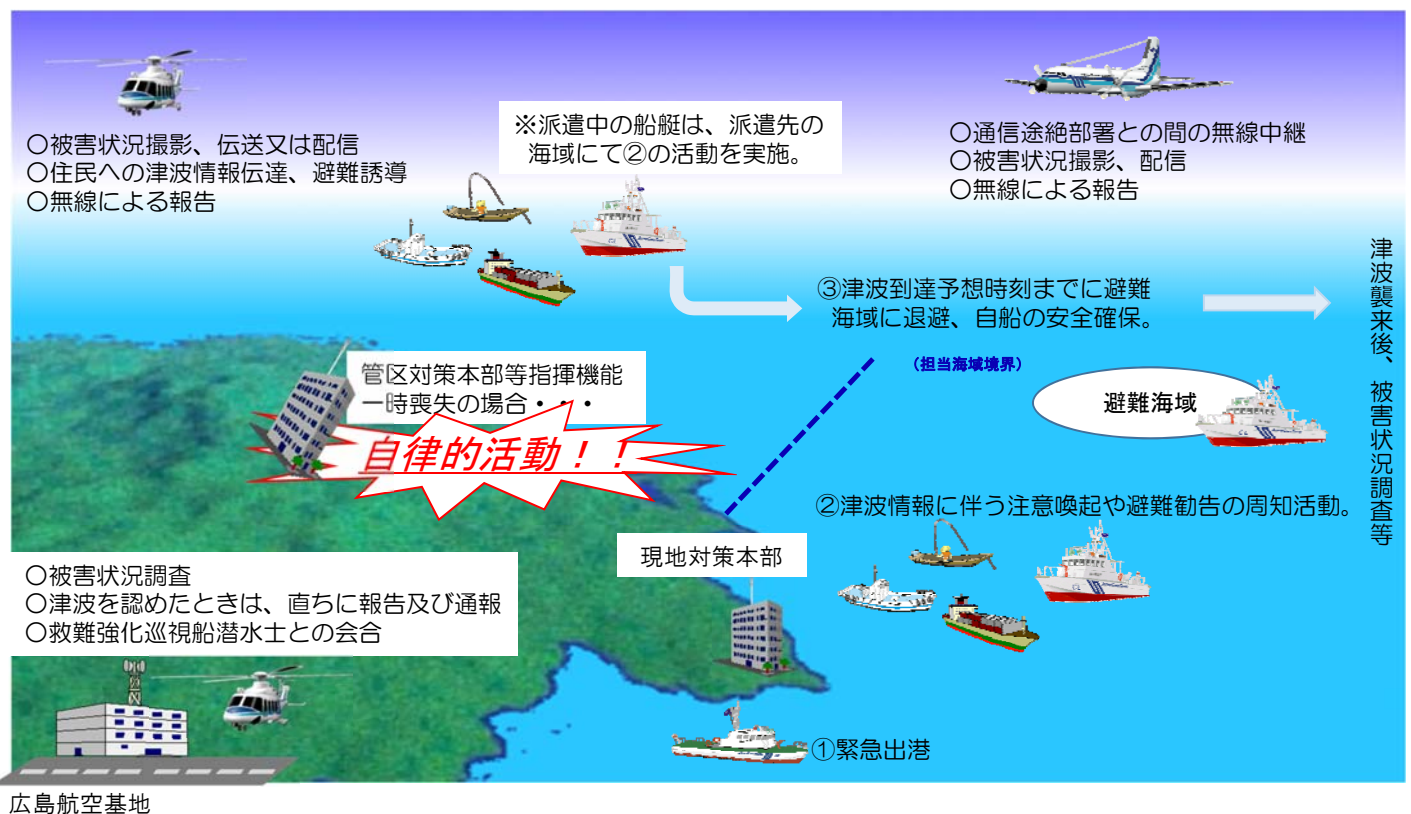 ○被害状況撮影、伝送又は配信
○住民への津波情報伝達、避難誘導
○無線による報告
※派遣中の船艇は、派遣先の
海域にて②の活動を実施。
○通信途絶部署との間の無線中継
○被害状況撮影、配信
○無線による報告
③津波到達予想時刻までに避難
海域に退避、自船の安全確保。
津波襲来後、被害状況調査等
(担当海域境界)
管区対策本部等指揮機能
一時喪失の場合・・・
自律的活動!!
避難海域
②津波情報に伴う注意喚起や避難勧告の周知活動。
現地対策本部
○被害状況調査
○津波を認めたときは、直ちに報告及び通報
○救難強化巡視船潜水士との会合
①緊急出港
広島航空基地